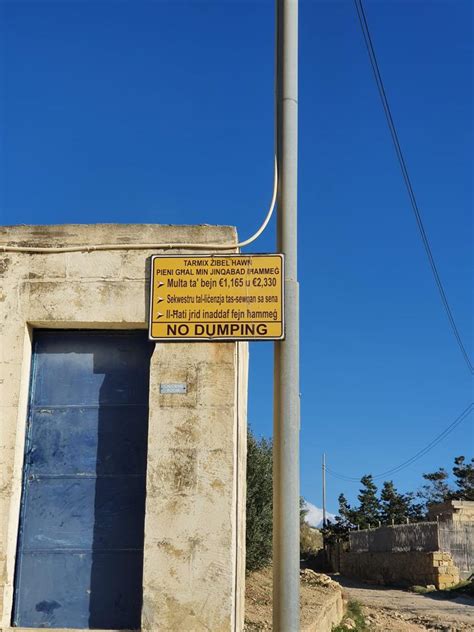 TARMIX ŻIBEL HAWN
PIENI GĦAL MIN JINQABAD IĦAMMEĠ
➢ Multa ta' bejn €1,165 u €2,330
➢ Sekwestru tal-liċenzja tas-sewqan sa sena
➢ Il-Ħati jrid inaddaf fejn ħammeġ
NO DUMPING